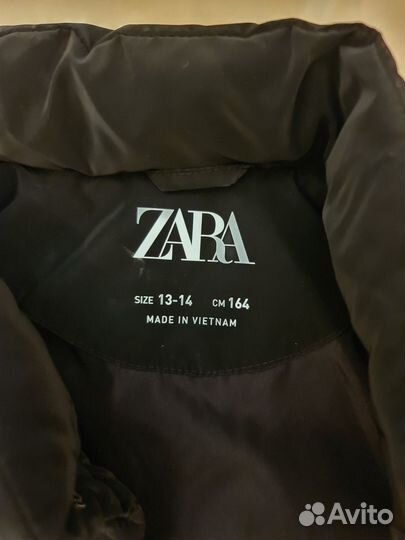 ZARA
SIZE 13-14 CM 164
MADE IN VIETNAM
Avito